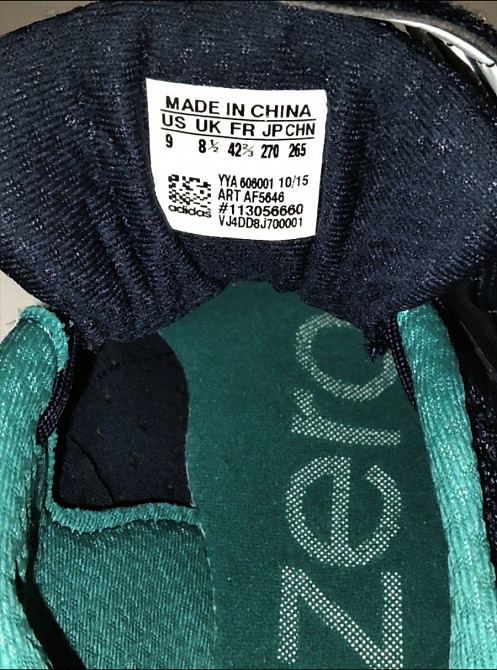 MADE IN CHINA
US UK FR JP CHN
9 8½ 42⅔ 270 265
YYA 606001 10/15
ART AF5646
#113056660
VJ4DD8J700001
adidas
zero